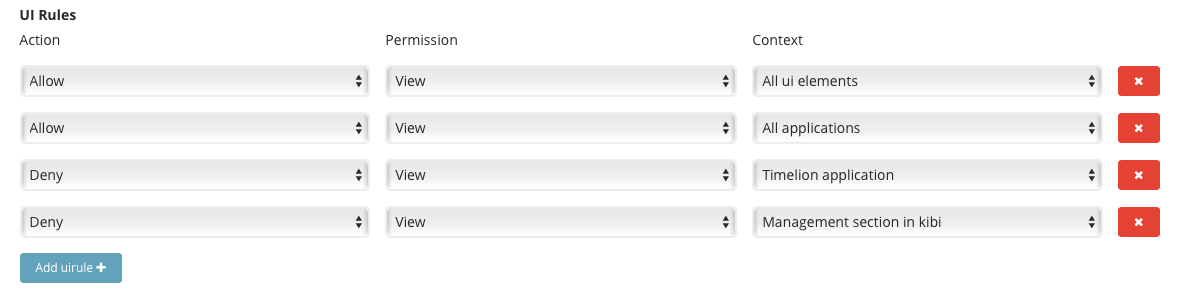 UI Rules
Action Permission Context
Allow View All ui elements
Allow View All applications
Deny View Timelion application
Deny View Management section in kibi
Add uirule